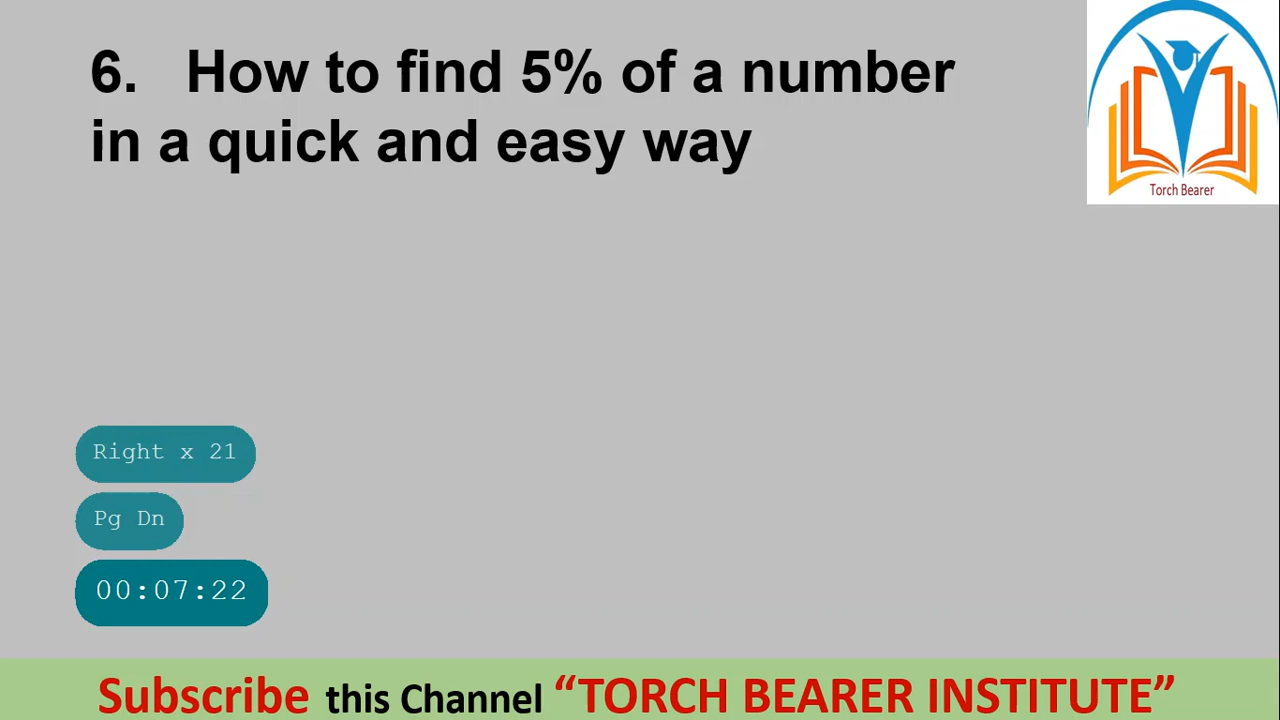 6. How to find 5% of a number
in a quick and easy way
Torch Bearer
Right x 21
Pg Dn
00:07:22
Subscribe this Channel “TORCH BEARER INSTITUTE”